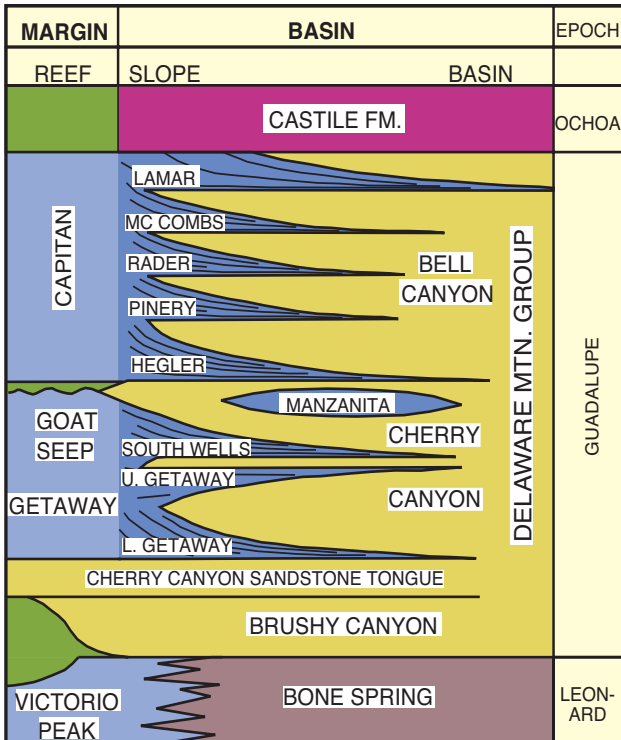 MARGIN BASIN EPOCH
REEF SLOPE BASIN
CASTILE FM. OCHOA
LAMAR
MC COMBS
RADER
PINERY
HEGLER
CAPITAN
BELL
CANYON
MANZANITA
GOAT
SEEP
GETAWAY
SOUTH WELLS
U. GETAWAY
L. GETAWAY
CHERRY
CANYON
DELAWARE MTN. GROUP
GUADALUPE
CHERRY CANYON SANDSTONE TONGUE
BRUSHY CANYON
VICTORIO
PEAK
BONE SPRING
LEON-
ARD